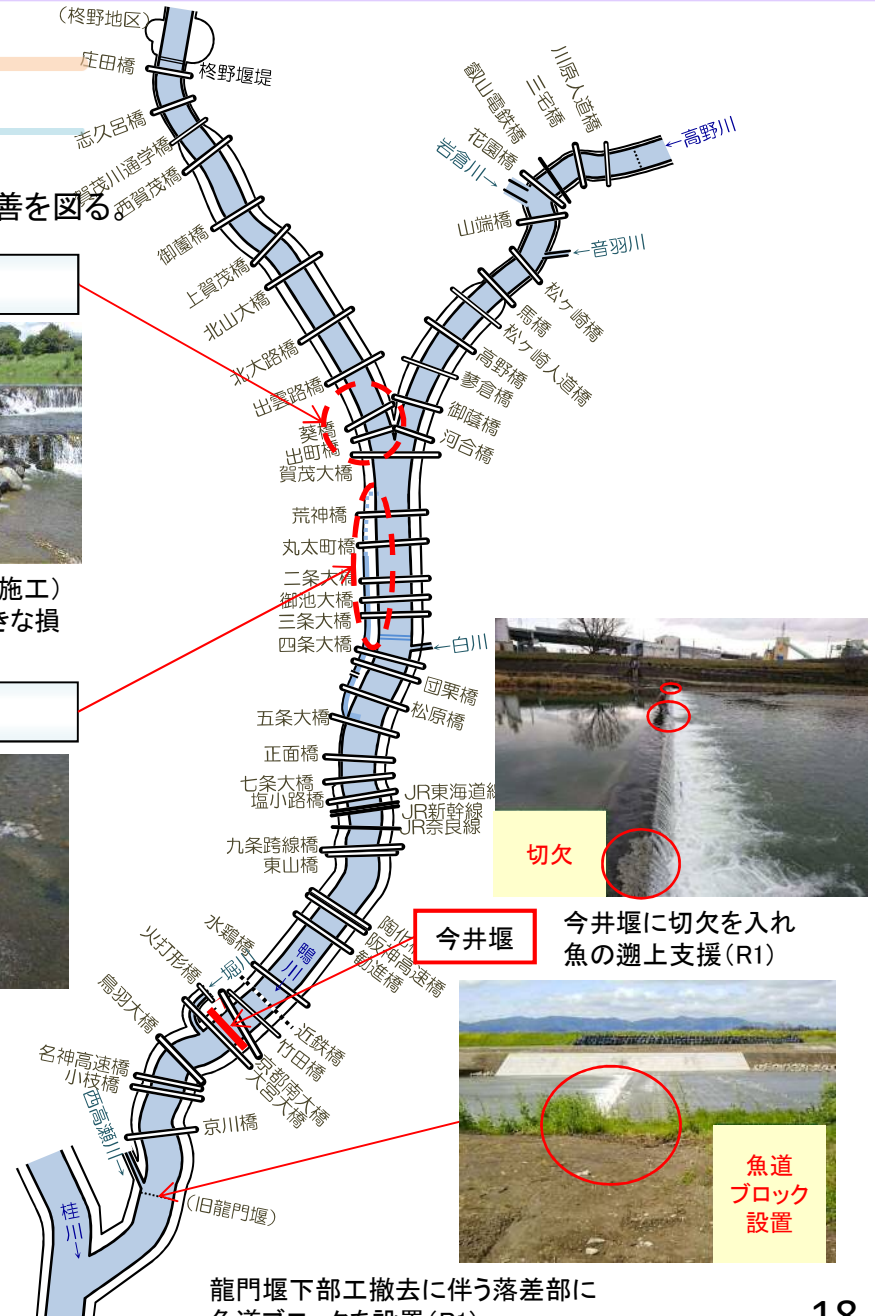 (柊野地区)
庄田橋
柊野堰堤
志久呂橋
賀茂川通学橋
西賀茂橋
善を図る。
御薗橋
上賀茂橋
北山大橋
北大路橋
出雲路橋
葵橋
出町橋
賀茂大橋
川原人道橋
三宅橋
叡山電鉄橋
花園橋
岩倉川→
←高野川
山端橋
←音羽川
松ヶ崎橋
馬橋
松ケ崎人道橋
高野橋
蓼倉橋
御蔭橋
河合橋
荒神橋
丸太町橋
二条大橋
御池大橋
三条大橋
四条大橋
←白川
施工)
きな損
団栗橋
松原橋
五条大橋
正面橋
七条大橋
塩小路橋
JR東海道線
JR新幹線
JR奈良線
九条跨線橋
東山橋
切欠
今井堰
今井堰に切欠を入れ
魚の遡上支援(R1)
阪神高速橋
勧進橋
鴨川→
水鶏橋
火打形橋
鳥羽大橋
近鉄橋
竹田橋
京都南大橋
大宮大橋
名神高速橋
小枝橋
西高瀬川→
京川橋
(旧龍門堰)
桂川→
魚道
ブロック
設置
龍門堰下部工撤去に伴う落差部に
魚道ブロックを設置(R1)
18